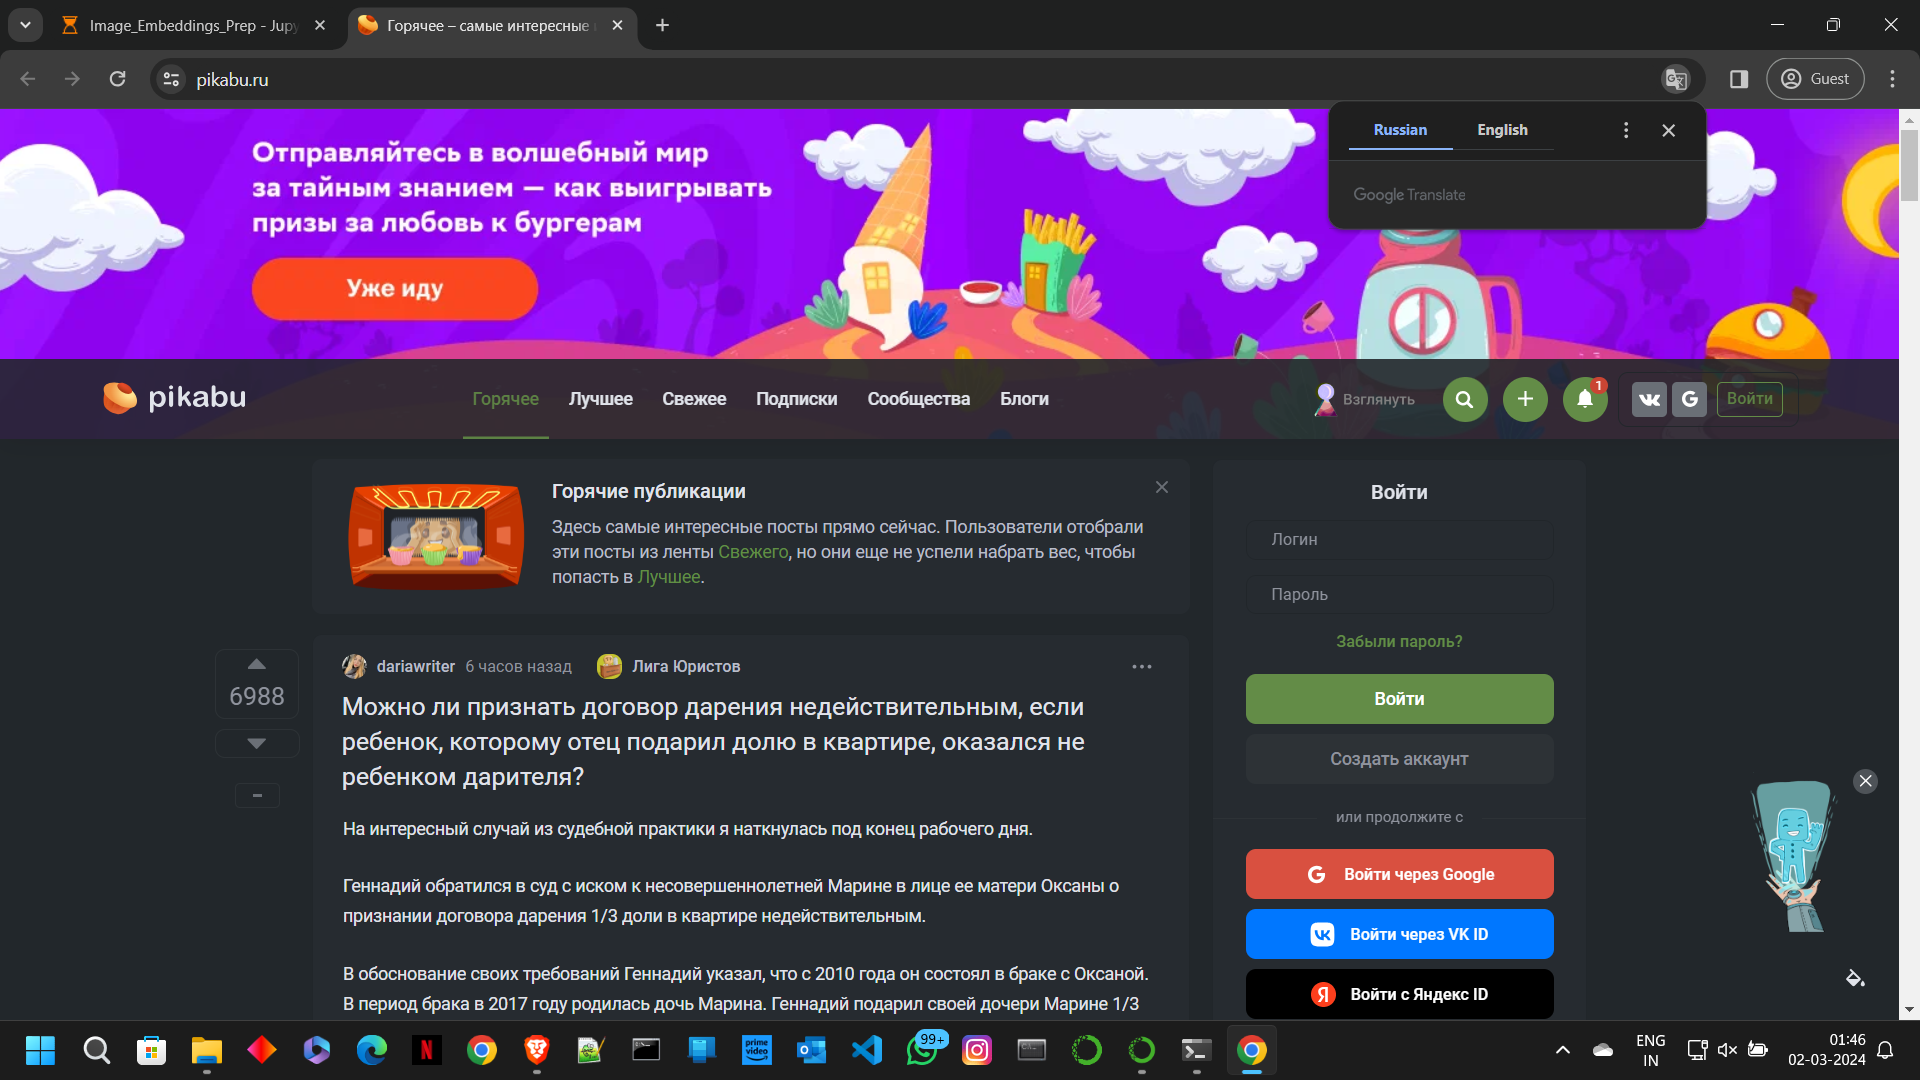 Image_Embeddings_Prep - Jupy
Горячее – самые интересные
pikabu.ru
Guest
Russian
English
Google Translate
Отправляйтесь в волшебный мир
за тайным знанием — как выигрывать
призы за любовь к бургерам
Уже иду
pikabu
Горячее
Лучшее
Свежее
Подписки
Сообщества
Блоги
Взглянуть
1
Войти
Горячие публикации
Здесь самые интересные посты прямо сейчас. Пользователи отобрали
эти посты из ленты Свежего, но они еще не успели набрать вес, чтобы
попасть в Лучшее.
6988
dariawriter 6 часов назад Лига Юристов
Можно ли признать договор дарения недействительным, если
ребенок, которому отец подарил долю в квартире, оказался не
ребенком дарителя?
На интересный случай из судебной практики я наткнулась под конец рабочего дня.
Геннадий обратился в суд с иском к несовершеннолетней Марине в лице ее матери Оксаны о
признании договора дарения 1/3 доли в квартире недействительным.
В обоснование своих требований Геннадий указал, что с 2010 года он состоял в браке с Оксаной.
В период брака в 2017 году родилась дочь Марина. Геннадий подарил своей дочери Марине 1/3
Войти
Логин
Пароль
Забыли пароль?
Войти
Создать аккаунт
или продолжите с
G Войти через Google
Войти через VK ID
Я Войти с Яндекс ID
N
prime video
99+
ENG
IN
01:46
02-03-2024